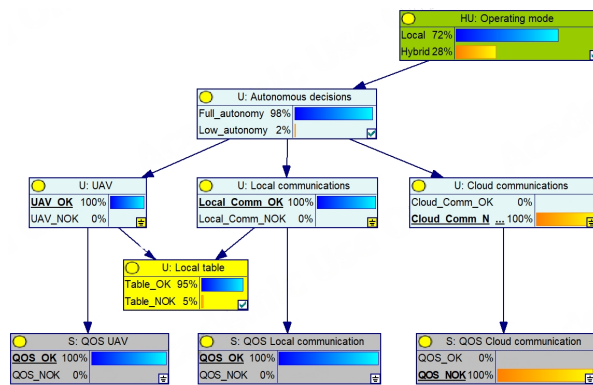 HU: Operating mode
Local 72%
Hybrid 28%
U: Autonomous decisions
Full_autonomy 98%
Low_autonomy 2%
U: UAV
UAV_OK 100%
UAV_NOK 0%
U: Local communications
Local_Comm_OK 100%
Local_Comm_NOK 0%
U: Cloud communications
Cloud_Comm_OK 0%
Cloud_Comm_N ... 100%
U: Local table
Table_OK 95%
Table_NOK 5%
S: QOS UAV
QOS_OK 100%
QOS_NOK 0%
S: QOS Local communication
QOS_OK 100%
QOS_NOK 0%
S: QOS Cloud communication
QOS_OK 0%
QOS_NOK 100%